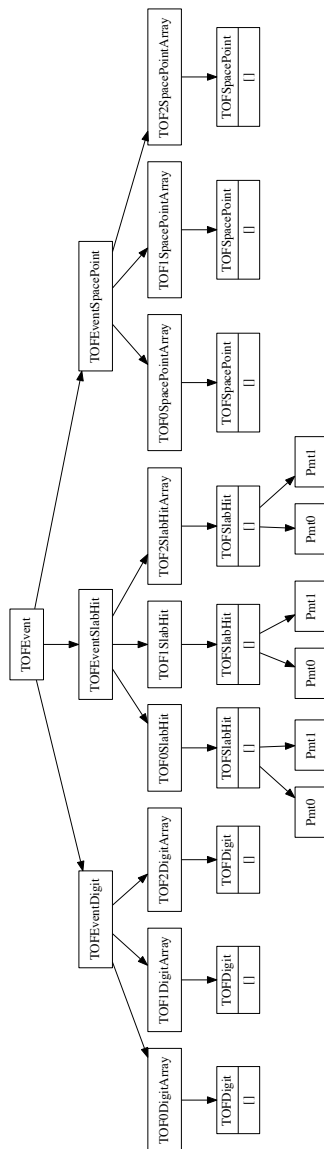 TOFEvent
TOFEventDigit
TOFEventSlabHit
TOFEventSpacePoint
TOF0DigitArray
TOF1DigitArray
TOF2DigitArray
TOF0SlabHit
TOF1SlabHit
TOF2SlabHitArray
TOF0SpacePointArray
TOF1SpacePointArray
TOF2SpacePointArray
TOFDigit
[]
TOFDigit
[]
TOFDigit
[]
TOFSlabHit
[]
TOFSlabHit
[]
TOFSlabHit
[]
TOFSpacePoint
[]
TOFSpacePoint
[]
TOFSpacePoint
[]
Pmt0
Pmt1
Pmt0
Pmt1
Pmt0
Pmt1